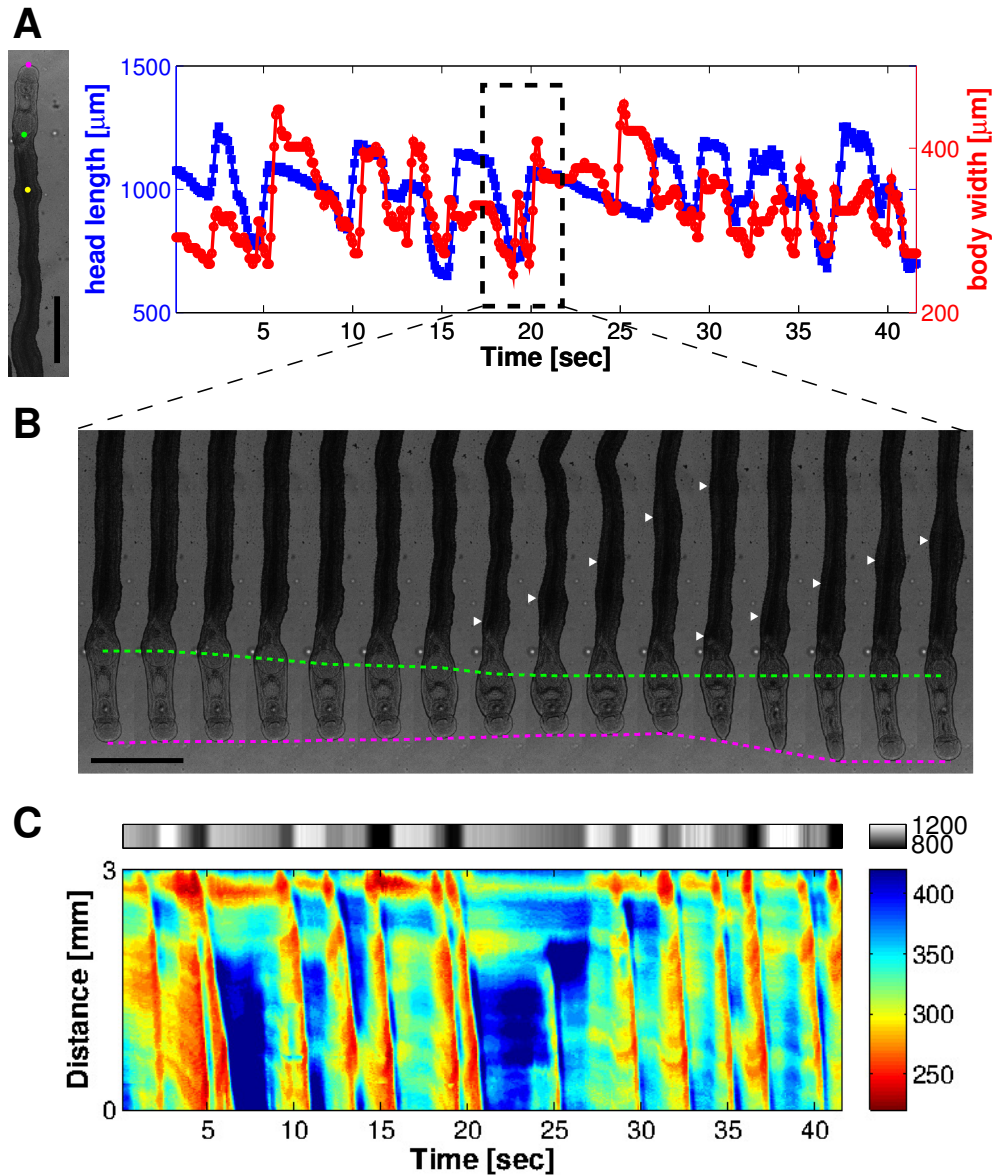 A
1500
1000
500
head length [μm]
400
200
body width [μm]
5 10 15 20 25 30 35 40
Time [sec]
B
C
1200
800
3
0
Distance [mm]
400
350
300
250
5 10 15 20 25 30 35 40
Time [sec]